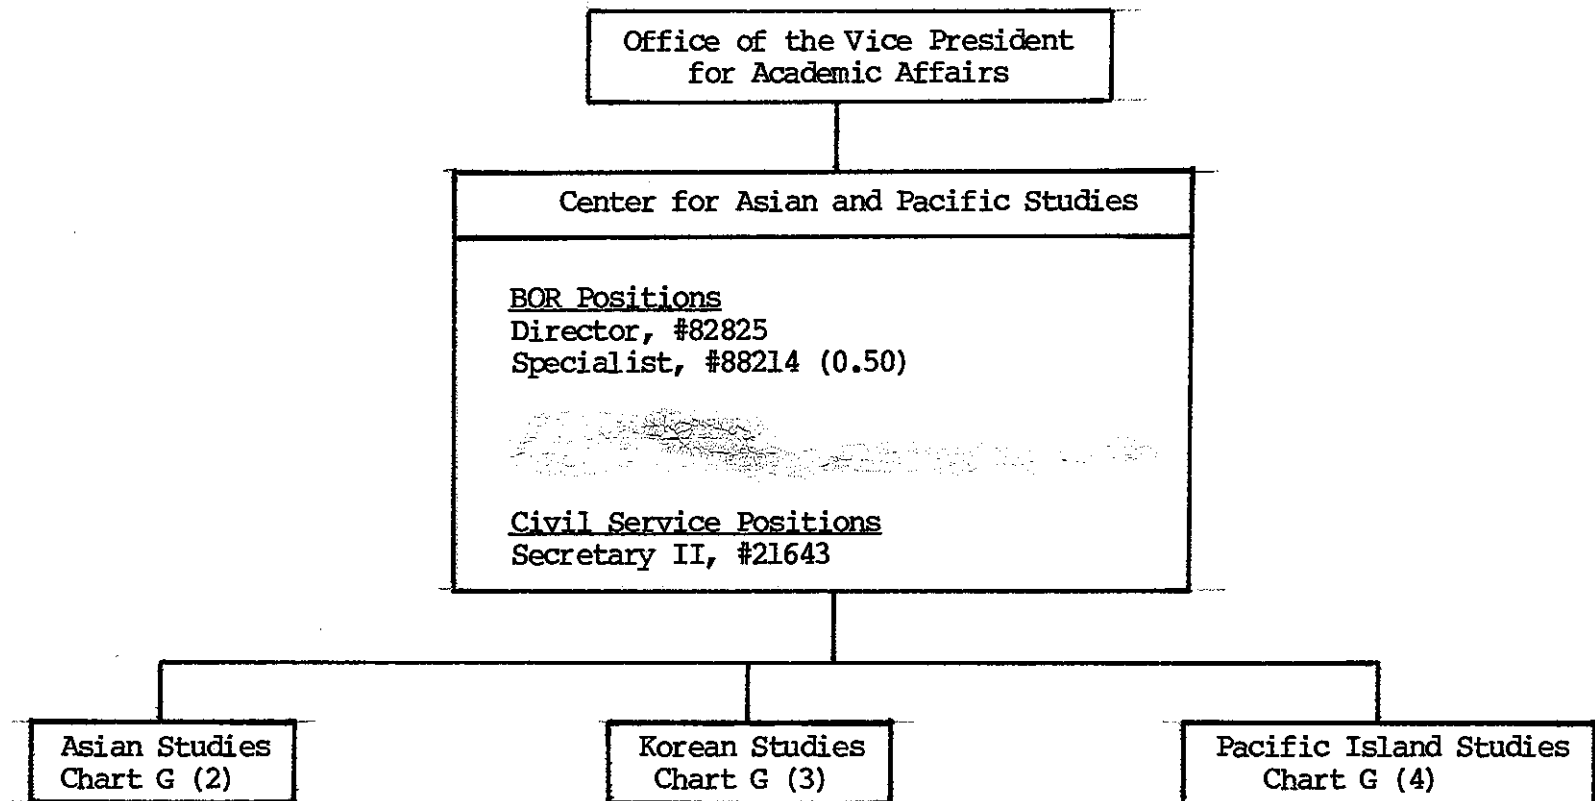 Office of the Vice President
for Academic Affairs
Center for Asian and Pacific Studies
BOR Positions
Director, #82825
Specialist, #88214 (0.50)
Civil Service Positions
Secretary II, #21643
Asian Studies
Chart G (2)
Korean Studies
Chart G (3)
Pacific Island Studies
Chart G (4)